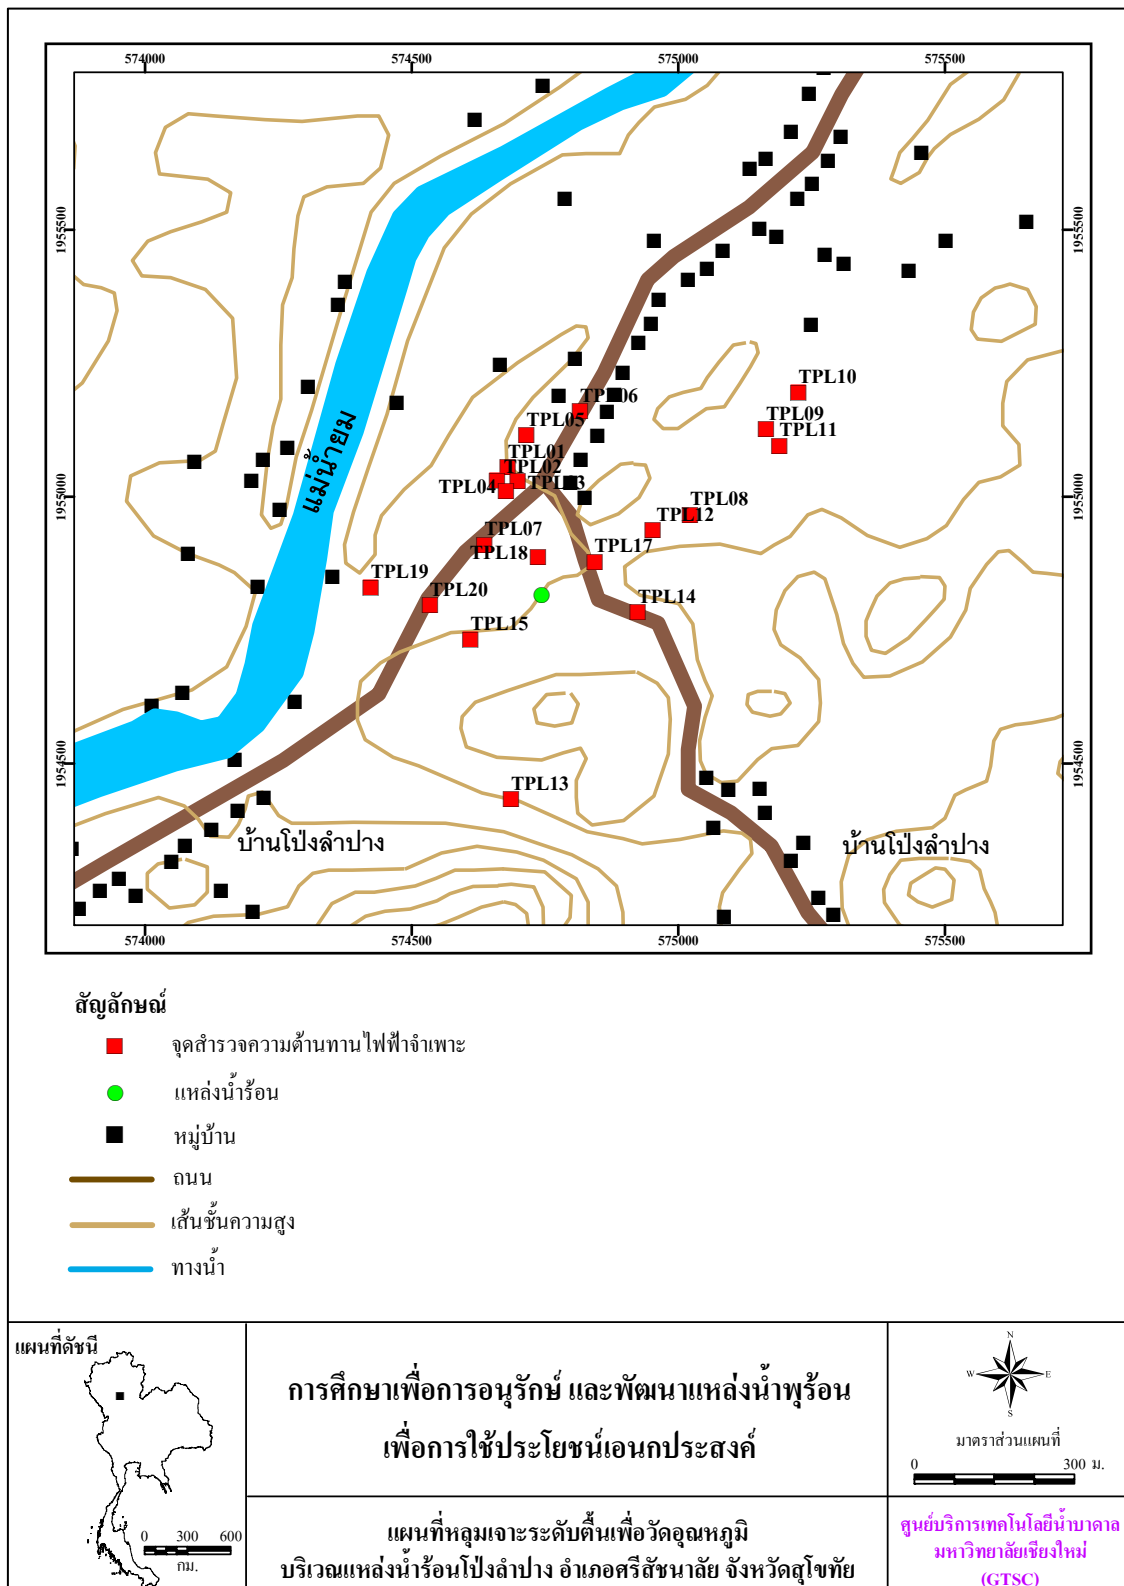 574000 574500 575000 575500
1955500 1955500
TPL10
TPL06
TPL09
TPL05 TPL11
TPL01
TPL02
TPL04
1955000 1955000
TPL08
TPL12
TPL07
TPL18 TPL17
TPL19
TPL20 TPL14
TPL15
แม่น้ำยม
1954500 1954500
TPL13
บ้านโป่งลำปาง บ้านโป่งลำปาง
574000 574500 575000 575500
สัญลักษณ์
จุดสำรวจความต้านทานไฟฟ้าจำเพาะ
แหล่งน้ำร้อน
หมู่บ้าน
ถนน
เส้นชั้นความสูง
ทางน้ำ
แผนที่ดัชนี
0 300 600
กม.
การศึกษาเพื่อการอนุรักษ์ และพัฒนาแหล่งน้ำพุร้อน
เพื่อการใช้ประโยชน์เอนกประสงค์
แผนที่หลุมเจาะระดับตื้นเพื่อวัดอุณหภูมิ
บริเวณแหล่งน้ำร้อนโป่งลำปาง อำเภอศรีสัชนาลัย จังหวัดสุโขทัย
N
W E
S
มาตราส่วนแผนที่
0 300 ม.
ศูนย์บริการเทคโนโลยีน้ำบาดาล
มหาวิทยาลัยเชียงใหม่
(GTSC)